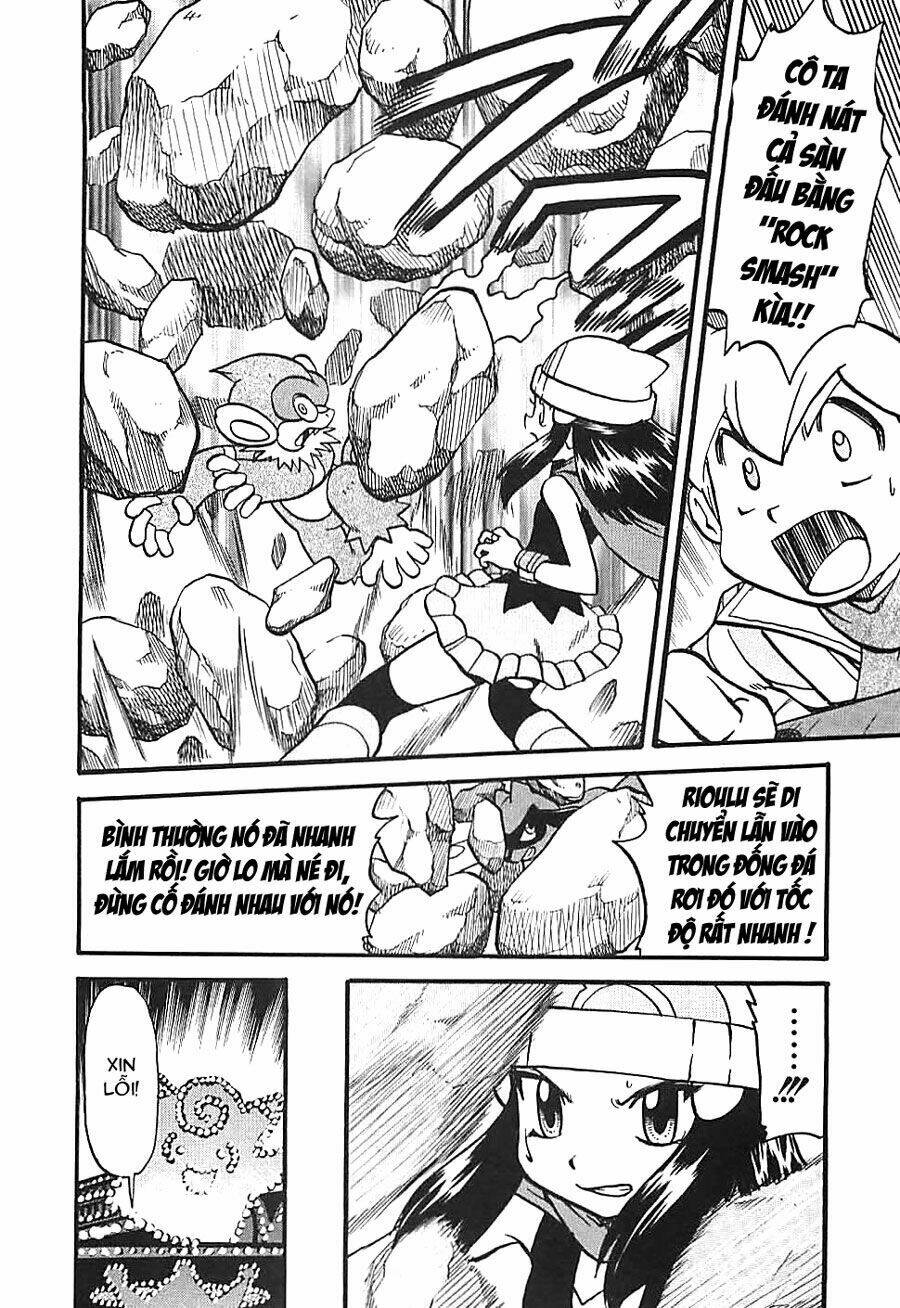 CÔ TA
ĐÁNH NÁT
CẢ SÀN
ĐẤU BẰNG
"ROCK
SMASH"
KÌA!!
RIOULU SẼ DI
CHUYỂN LẪN VÀO
TRONG ĐỐNG ĐÁ
RƠI ĐÓ VỚI TỐC
ĐỘ RẤT NHANH !
BÌNH THƯỜNG NÓ ĐÃ NHANH
LẮM RỒI! GIỜ LO MÀ NÉ ĐI,
ĐỪNG CỐ ĐÁNH NHAU VỚI NÓ!
......!!!
XIN
LỖI!